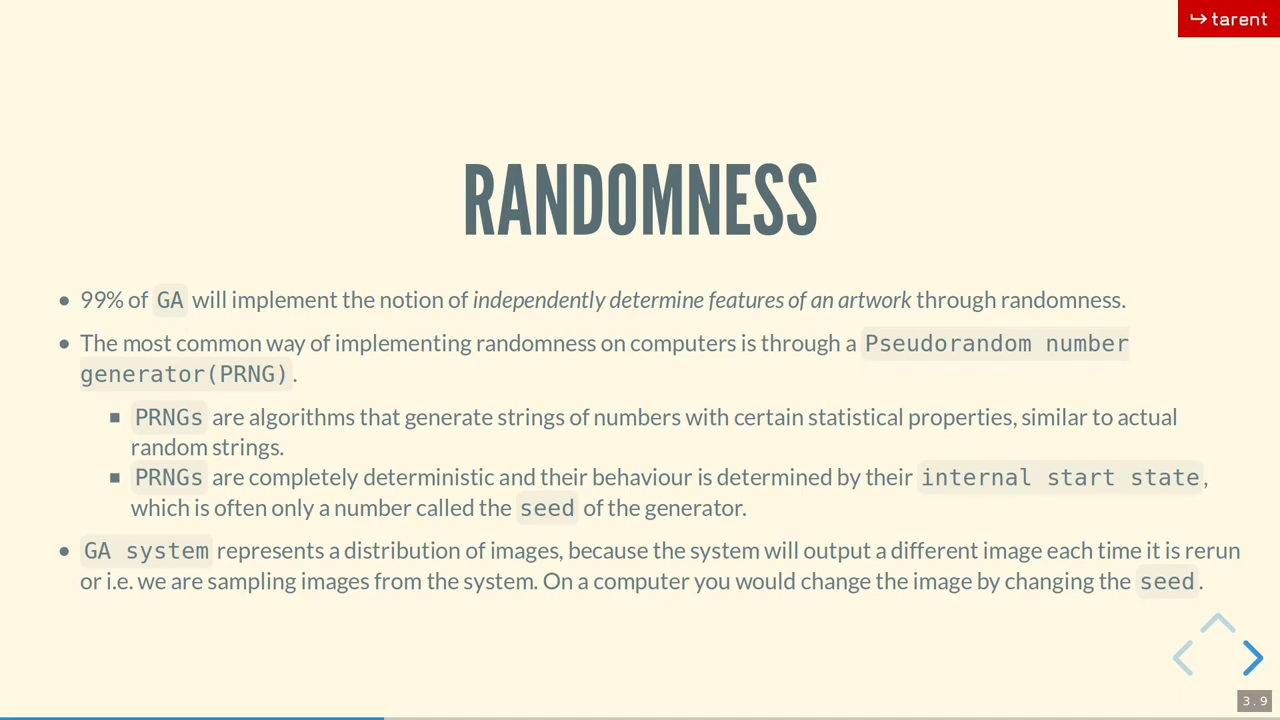 tarent
RANDOMNESS
99% of GA will implement the notion of independently determine features of an artwork through randomness.
The most common way of implementing randomness on computers is through a Pseudorandom number
generator(PRNG).
PRNGs are algorithms that generate strings of numbers with certain statistical properties, similar to actual
random strings.
PRNGs are completely deterministic and their behaviour is determined by their internal start state,
which is often only a number called the seed of the generator.
GA system represents a distribution of images, because the system will output a different image each time it is rerun
or i.e. we are sampling images from the system. On a computer you would change the image by changing the seed.
3.9